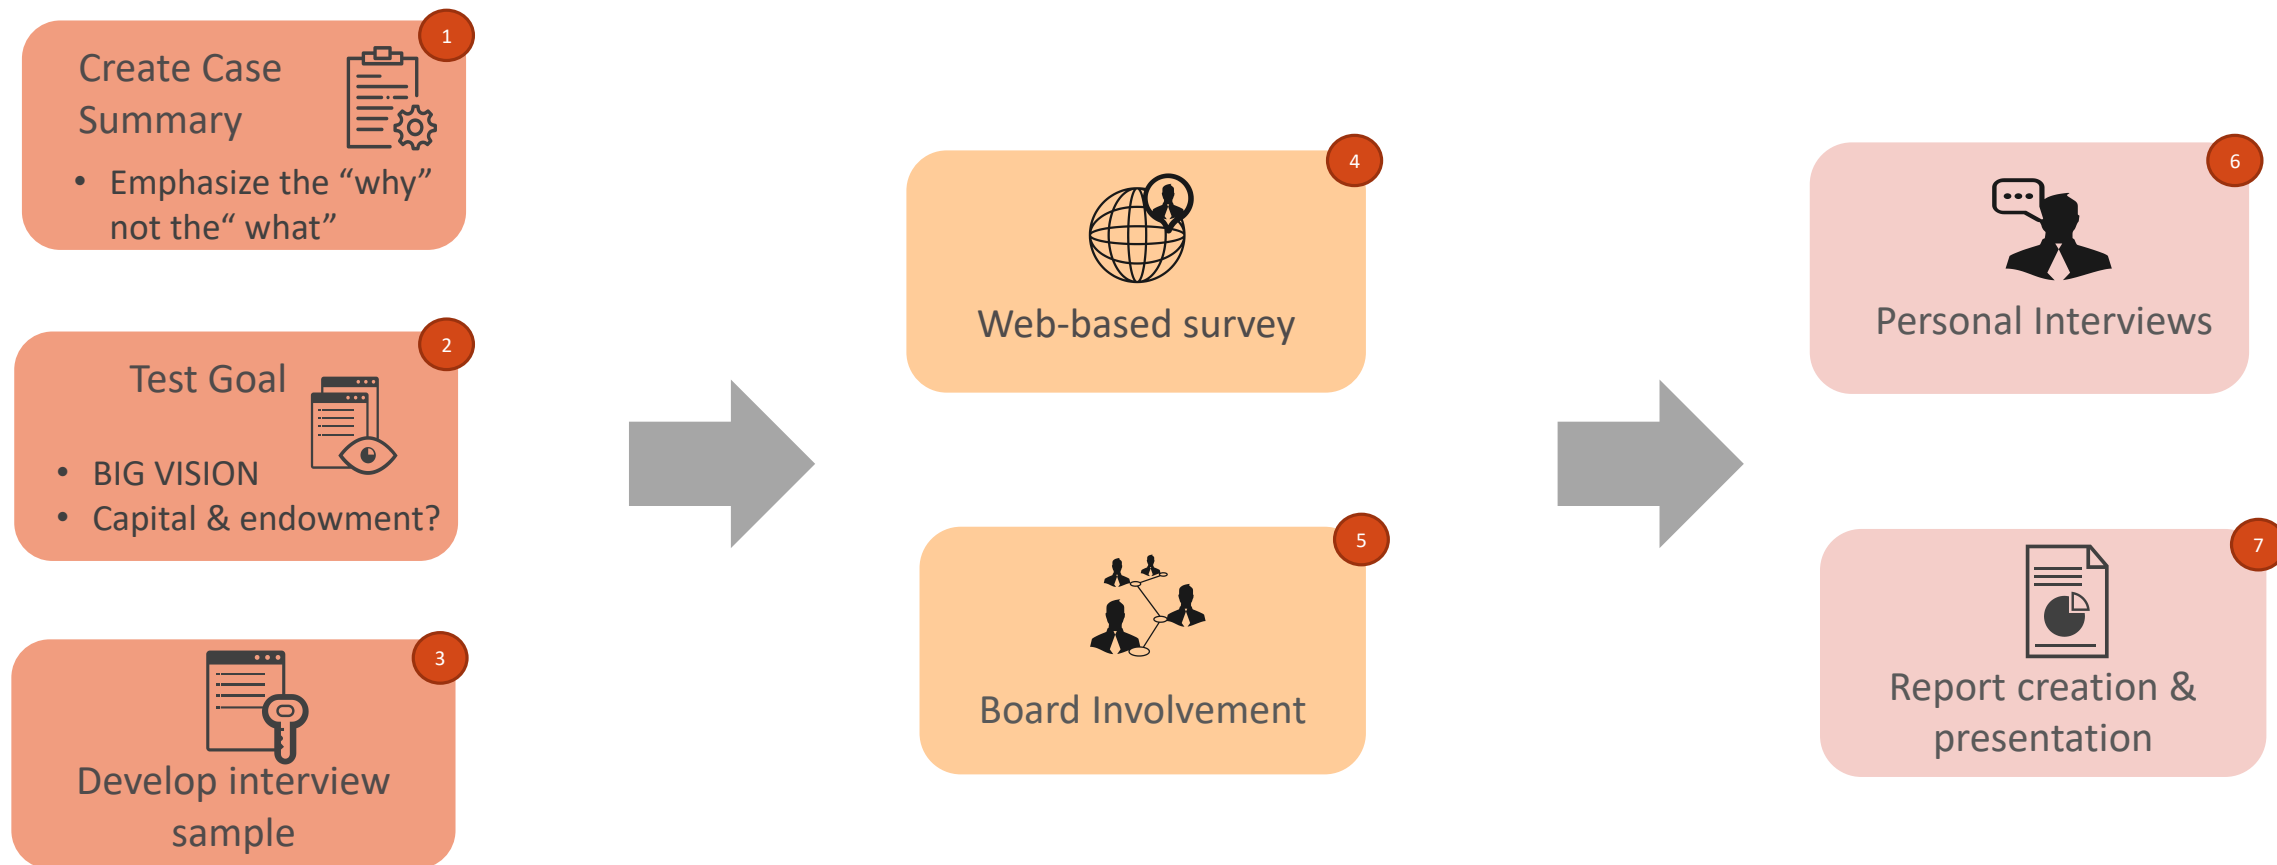 1
Create Case
Summary
• Emphasize the “why”
not the“ what”
2
Test Goal
• BIG VISION
• Capital & endowment?
3
Develop interview
sample
4
Web-based survey
5
Board Involvement
6
Personal Interviews
7
Report creation &
presentation